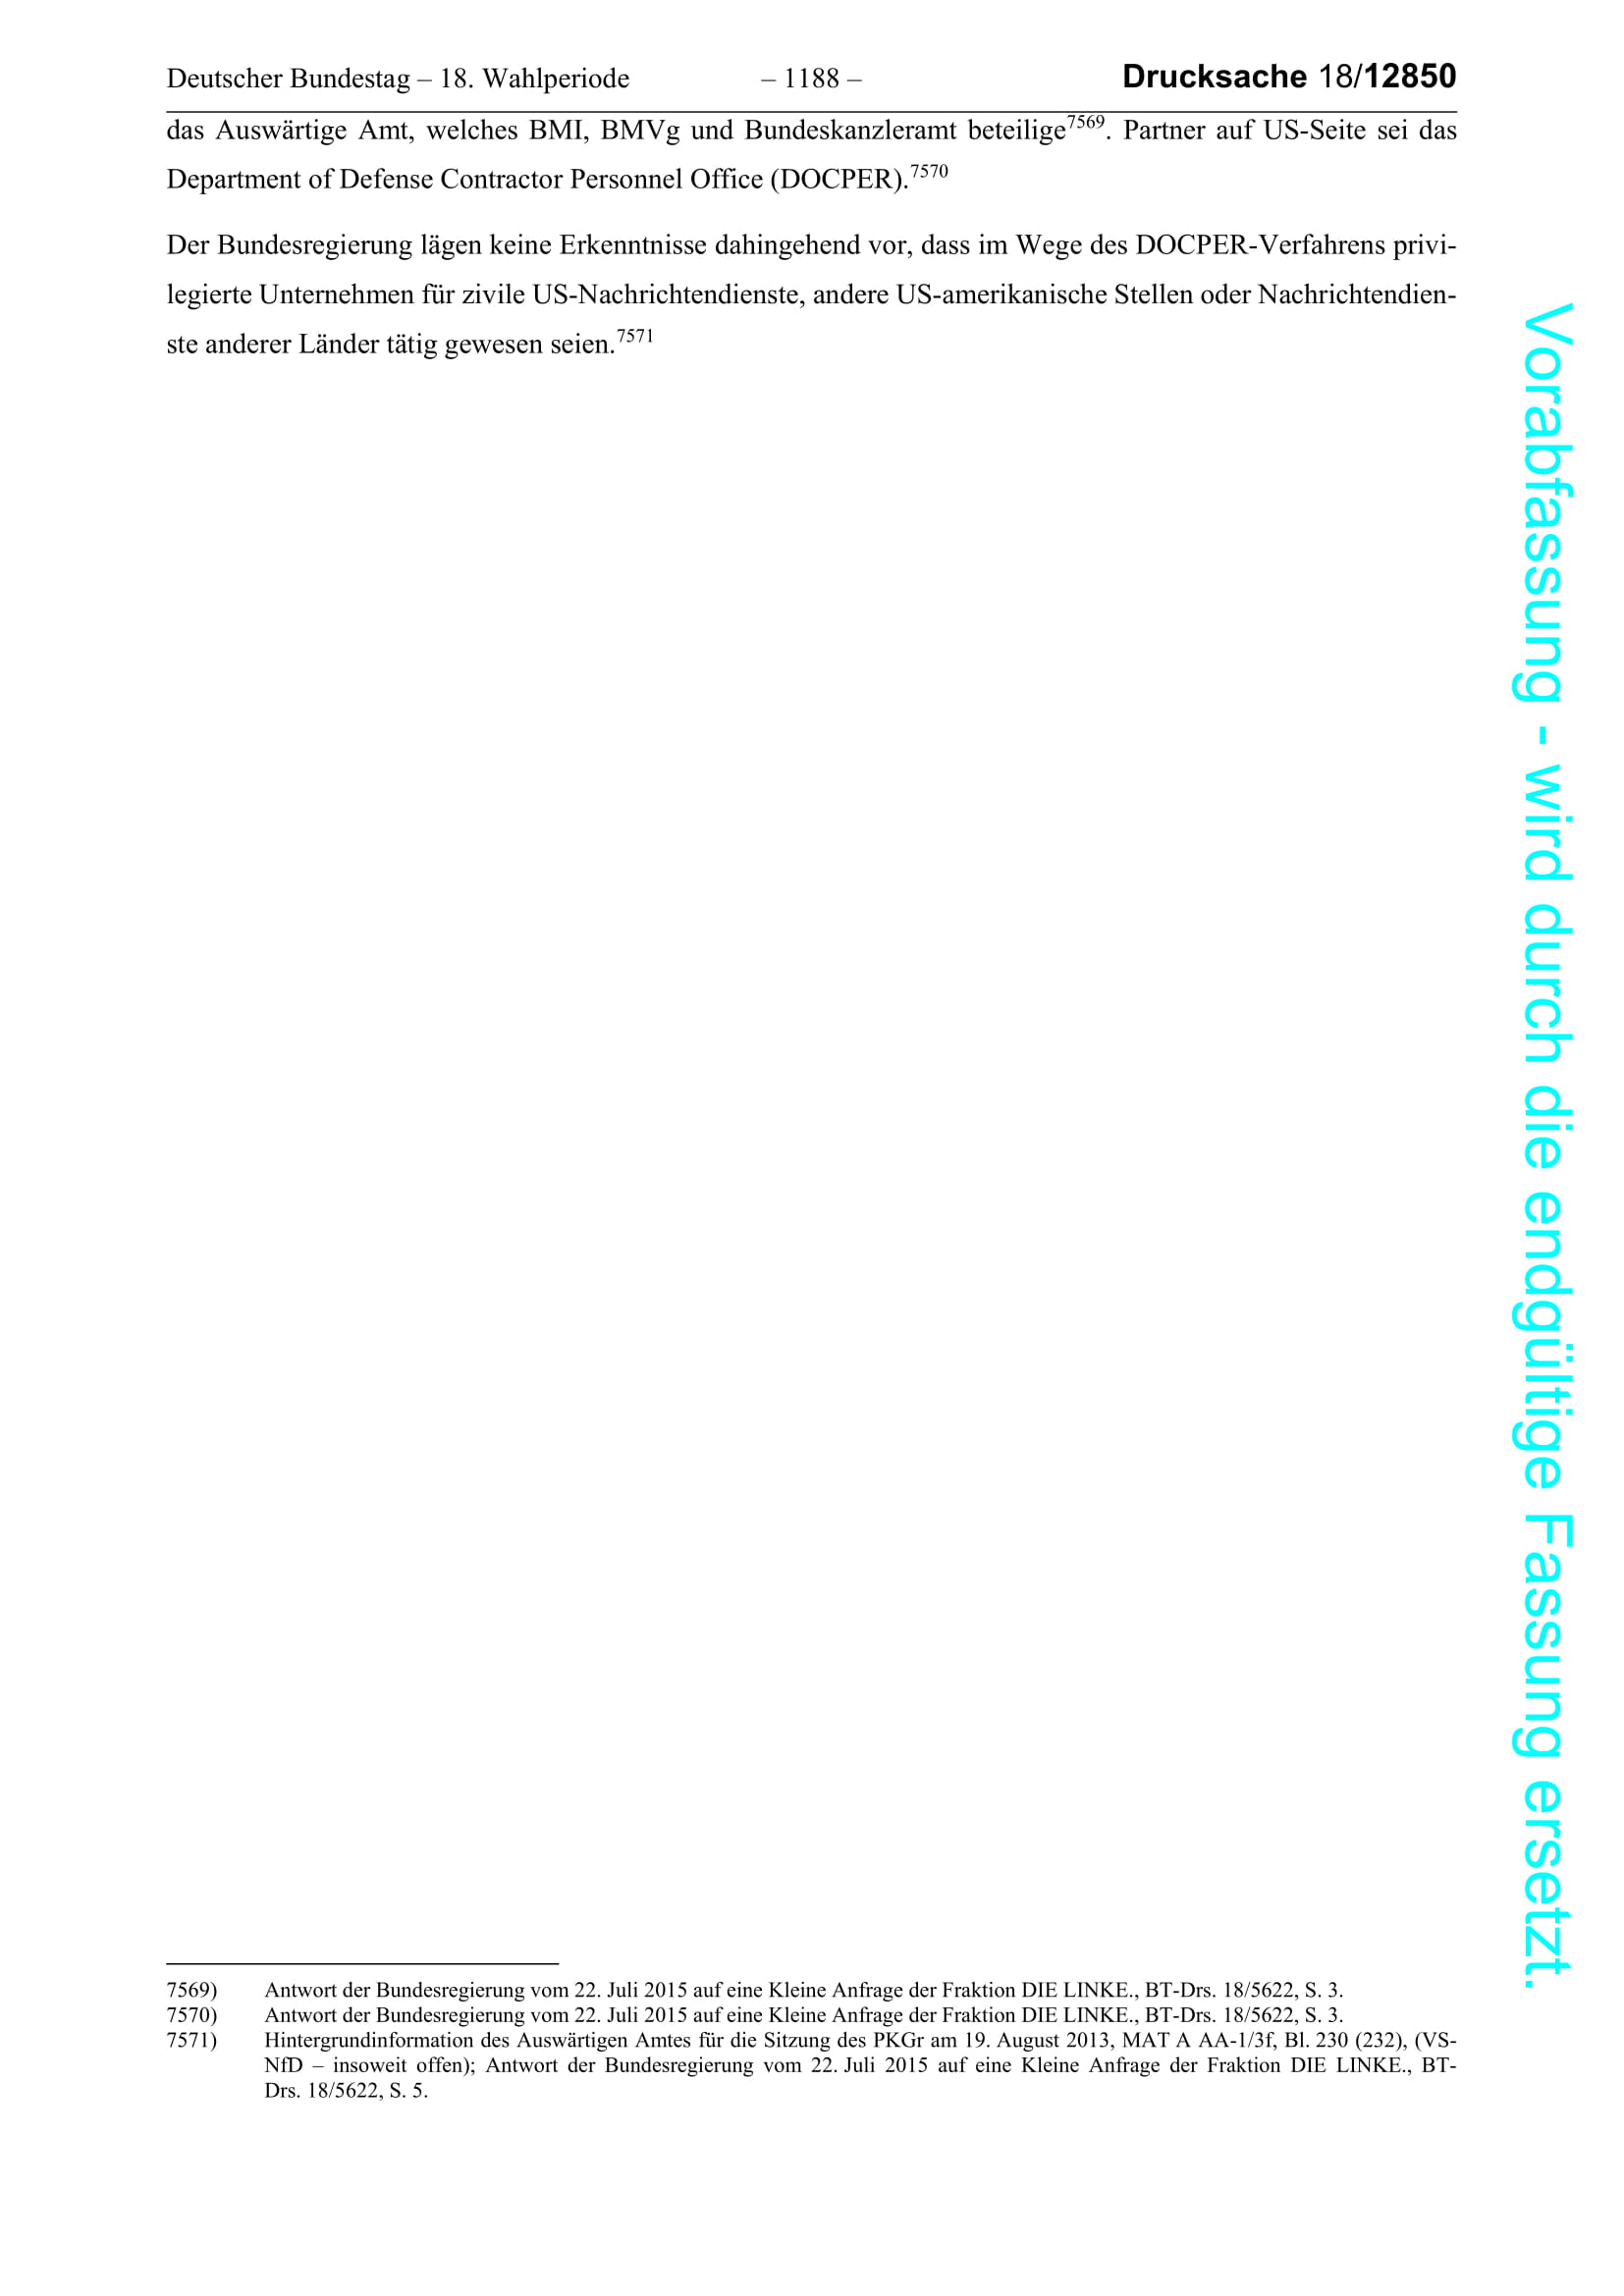 Deutscher Bundestag – 18. Wahlperiode – 1188 – Drucksache 18/12850
das Auswärtige Amt, welches BMI, BMVg und Bundeskanzleramt beteilige7569. Partner auf US-Seite sei das
Department of Defense Contractor Personnel Office (DOCPER).7570
Der Bundesregierung lägen keine Erkenntnisse dahingehend vor, dass im Wege des DOCPER-Verfahrens privi-
legierte Unternehmen für zivile US-Nachrichtendienste, andere US-amerikanische Stellen oder Nachrichtendien-
ste anderer Länder tätig gewesen seien.7571
7569) Antwort der Bundesregierung vom 22. Juli 2015 auf eine Kleine Anfrage der Fraktion DIE LINKE., BT-Drs. 18/5622, S. 3.
7570) Antwort der Bundesregierung vom 22. Juli 2015 auf eine Kleine Anfrage der Fraktion DIE LINKE., BT-Drs. 18/5622, S. 3.
7571) Hintergrundinformation des Auswärtigen Amtes für die Sitzung des PKGr am 19. August 2013, MAT A AA-1/3f, Bl. 230 (232), (VS-
NfD – insoweit offen); Antwort der Bundesregierung vom 22. Juli 2015 auf eine Kleine Anfrage der Fraktion DIE LINKE., BT-
Drs. 18/5622, S. 5.
Vorabfassung - wird durch die endgültige Fassung ersetzt.